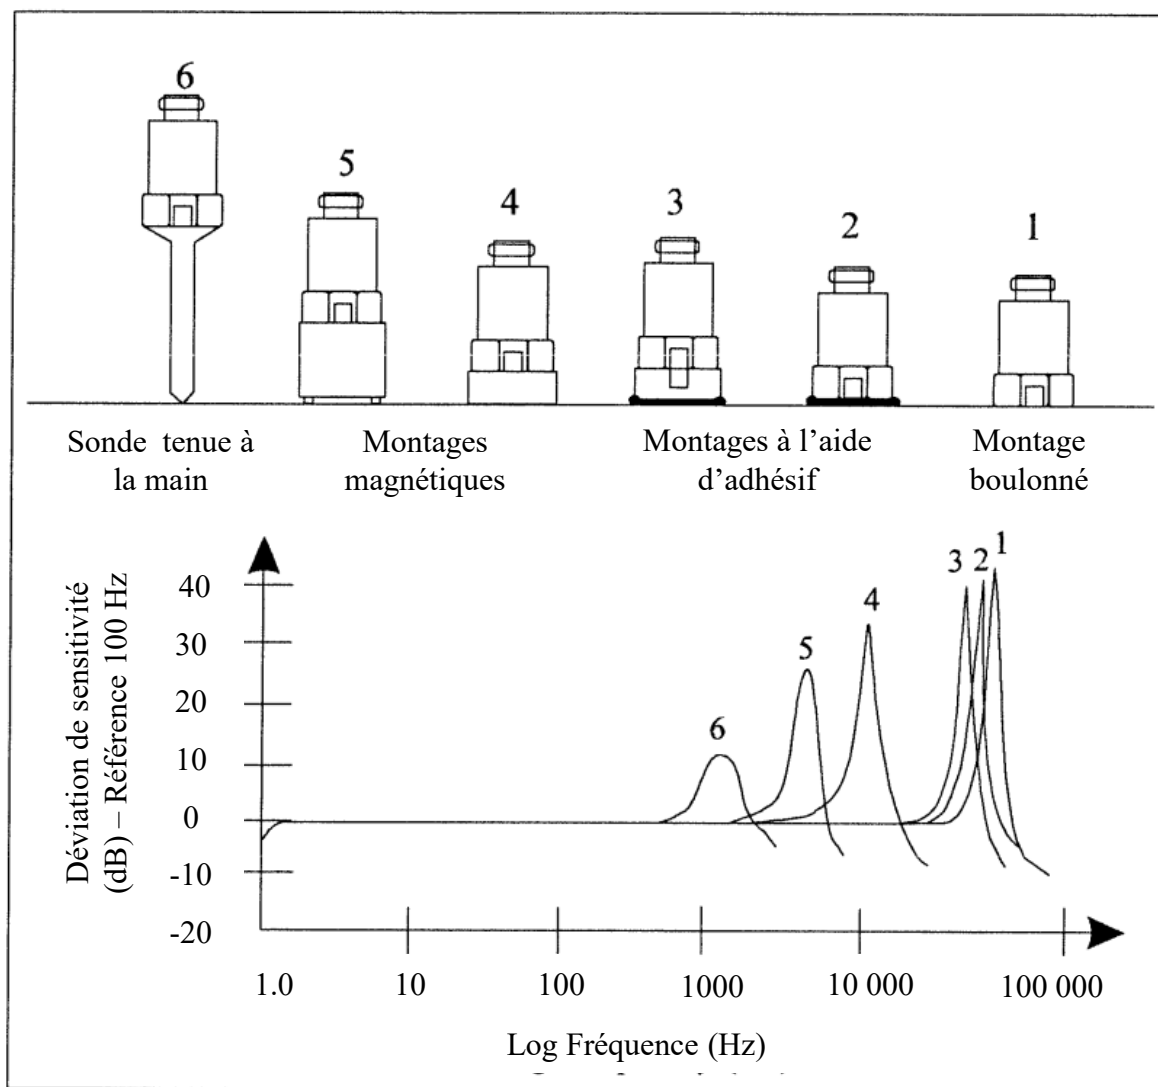 6
5
4
3
2
1
Sonde tenue à
la main
Montages
magnétiques
Montages à l’aide
d’adhésif
Montage
boulonné
Déviation de sensitivité
(dB) – Référence 100 Hz
40
30
20
10
0
-10
-20
6
5
4
3
2
1
1.0
10
100
1000
10 000
100 000
Log Fréquence (Hz)